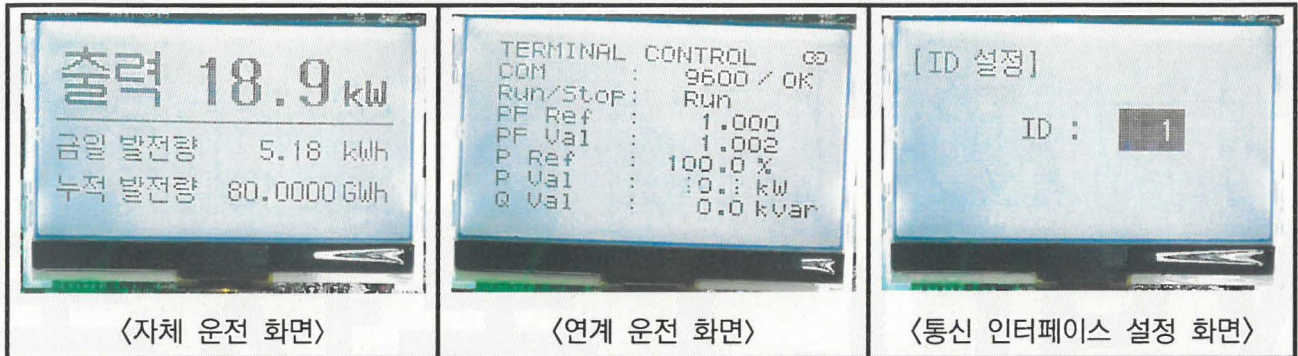 출력 18.9 kW
금일 발전량 5.18 kWh
누적 발전량 80.0000 GWh
〈자체 운전 화면〉
TERMINAL CONTROL
COM : 9600 / OK
Run/Stop: Run
PF Ref : 1.000
PF Val : 1.002
P Ref : 100.0 %
P Val : kW
Q Val : 0.0 kvar
〈연계 운전 화면〉
[ID 설정]
ID : 1
〈통신 인터페이스 설정 화면〉